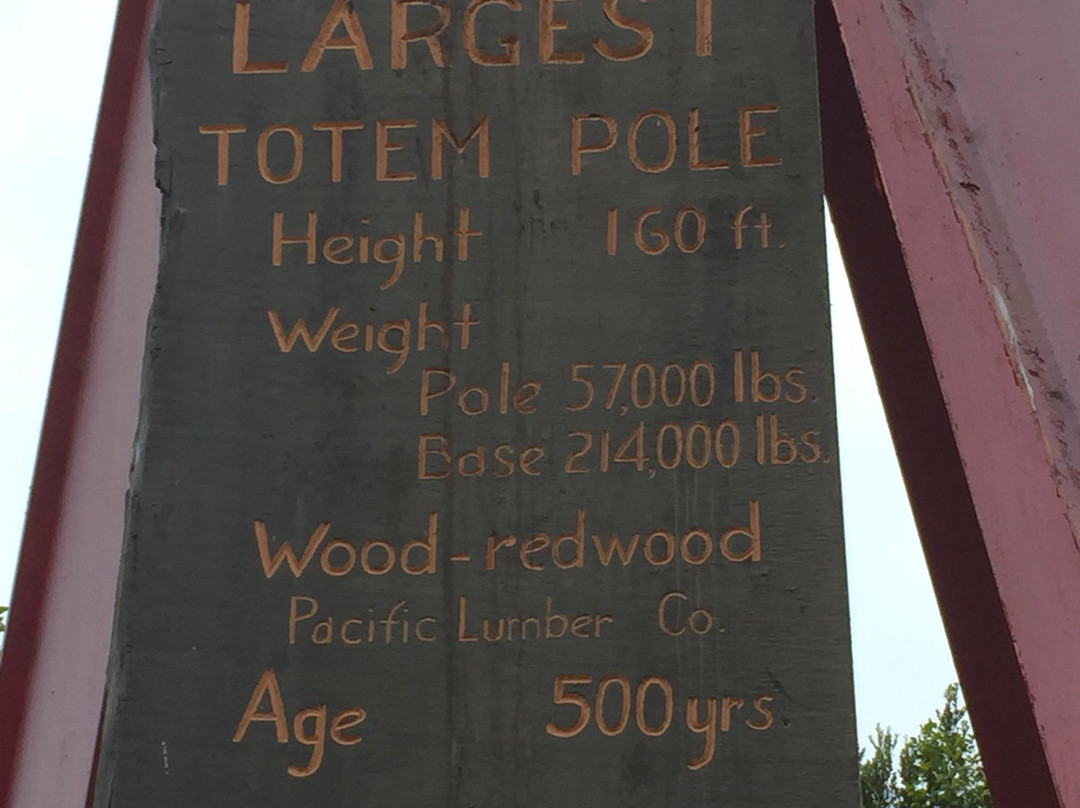 LARGEST
TOTEM POLE
Height 160 ft.
Weight
Pole 57,000 lbs.
Base 214,000 lbs.
Wood-redwood
Pacific Lumber Co.
Age 500 yrs.